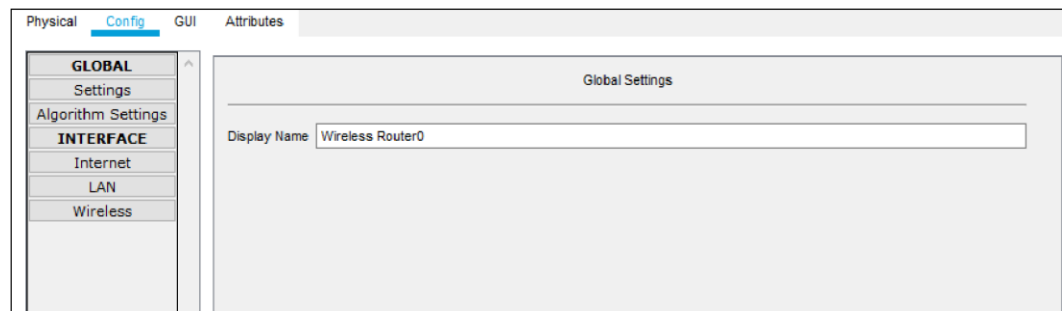 Physical Config GUI Attributes
GLOBAL
Settings
Algorithm Settings
INTERFACE
Internet
LAN
Wireless
Global Settings
Display Name Wireless Router0